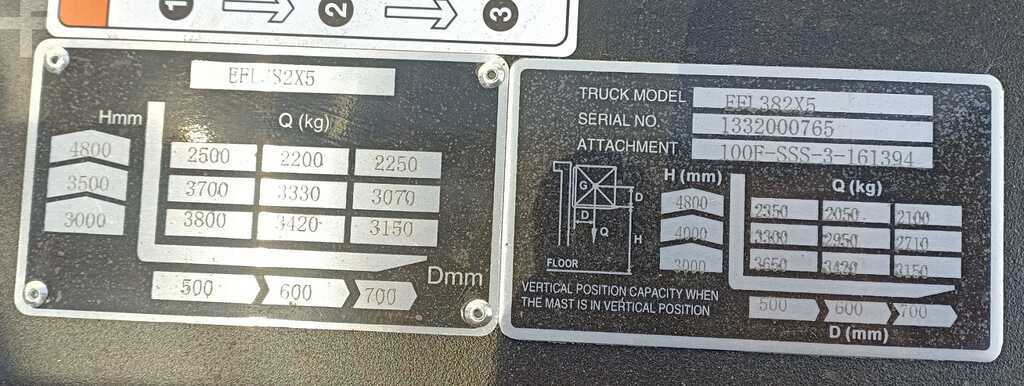 1 2 3
EFL382X5
Hmm
Q (kg)
4800 2500 2200 2250
3500 3700 3330 3070
3000 3800 3420 3150
500 600 700 Dmm
TRUCK MODEL EFL382X5
SERIAL NO. 1332000765
ATTACHMENT 100F-SSS-3-161394
H (mm) Q (kg)
G D D Q H
4800 2350 2050 2100
4000 3300 2950 2710
3000 3650 3420 3150
FLOOR
VERTICAL POSITION CAPACITY WHEN
THE MAST IS IN VERTICAL POSITION
500 600 700
D (mm)